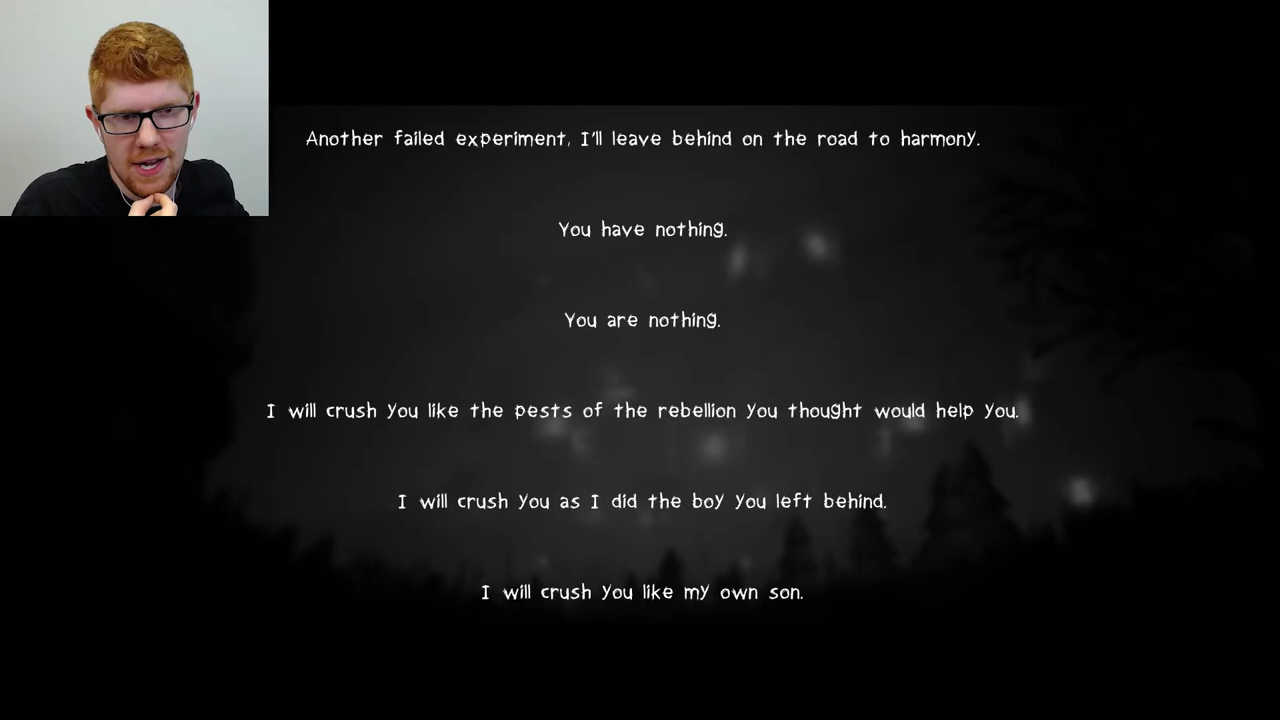 Another failed experiment, I'll leave behind on the road to harmony.
You have nothing.
You are nothing.
I will crush you like the pests of the rebellion you thought would help you.
I will crush you as I did the boy you left behind.
I will crush you like my own son.